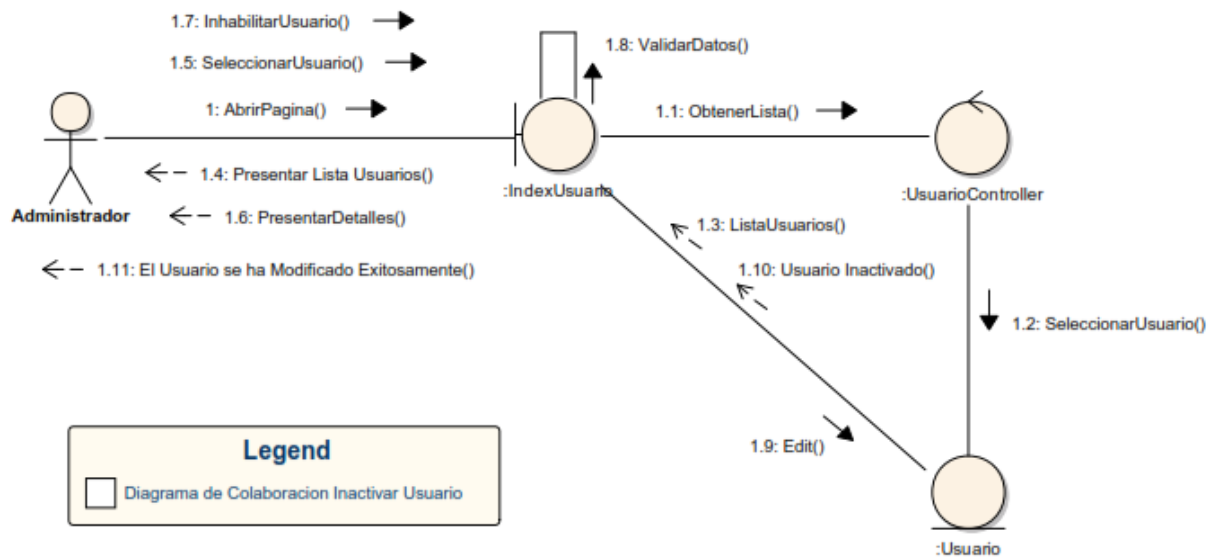 1.7: InhabilitarUsuario()
1.8: ValidarDatos()
1.5: SeleccionarUsuario()
1: AbrirPagina()
1.1: ObtenerLista()
1.4: Presentar Lista Usuarios()
:IndexUsuario
:UsuarioController
Administrador
1.6: PresentarDetalles()
1.3: ListaUsuarios()
1.11: El Usuario se ha Modificado Exitosamente()
1.10: Usuario Inactivado()
1.2: SeleccionarUsuario()
1.9: Edit()
Legend
Diagrama de Colaboracion Inactivar Usuario
:Usuario